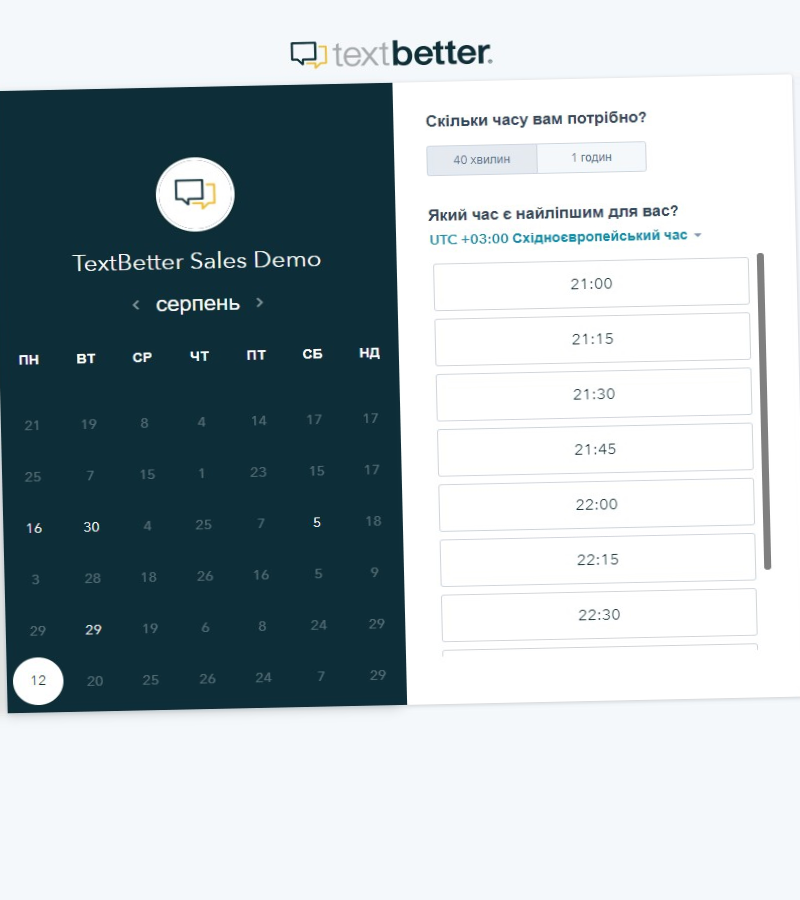 textbetter.
TextBetter Sales Demo
< серпень >
ПН ВТ СР ЧТ ПТ СБ НД
21 19 8 4 14 17 17
25 7 15 1 23 15 17
16 30 4 25 7 5 18
3 28 18 26 16 5 9
29 29 19 6 8 24 29
12 20 25 26 24 7 29
Скільки часу вам потрібно?
40 хвилин 1 годин
Який час є найліпшим для вас?
UTC +03:00 Східноєвропейський час
21:00
21:15
21:30
21:45
22:00
22:15
22:30